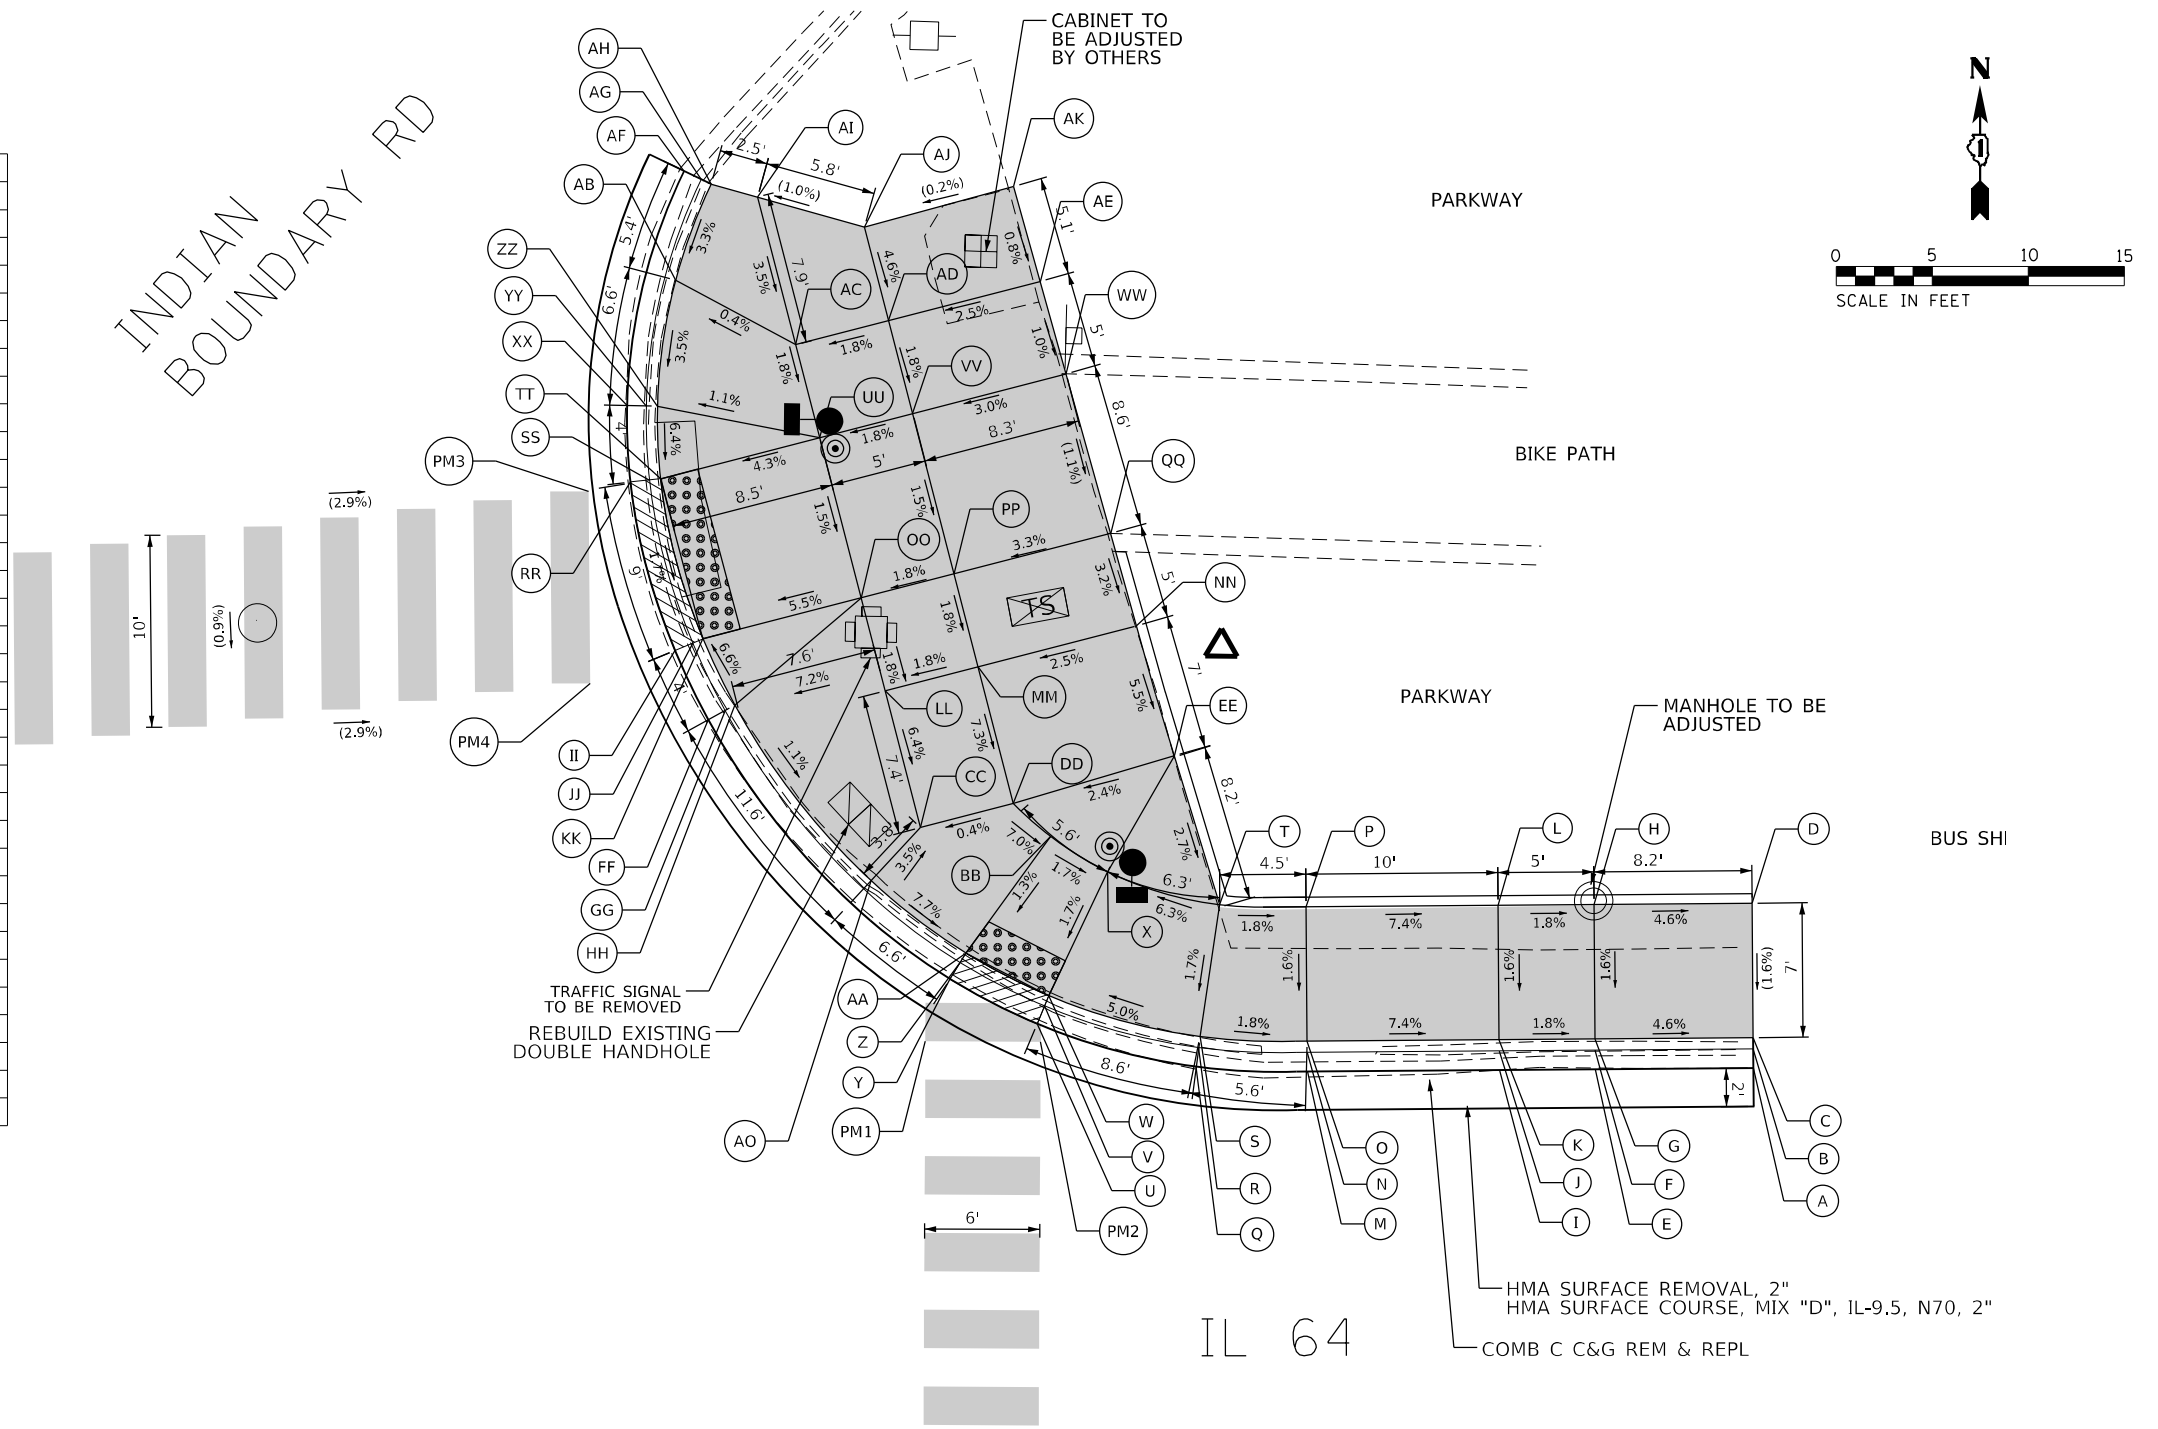 CABINET TO
BE ADJUSTED
BY OTHERS
N
1
0 5 10 15
SCALE IN FEET
INDIAN
BOUNDARY RD
PARKWAY
BIKE PATH
PARKWAY
MANHOLE TO BE
ADJUSTED
BUS SHI
AH
AG
AF
AB
ZZ
YY
XX
TT
SS
PM3
RR
PM4
II
JJ
KK
FF
GG
HH
TRAFFIC SIGNAL
TO BE REMOVED
REBUILD EXISTING
DOUBLE HANDHOLE
AI
AJ
AK
AE
WW
QQ
NN
EE
AC
AD
UU
VV
OO
PP
TS
LL
MM
CC
DD
BB
X
T
P
L
H
D
AA
Z
Y
AO
PM1
W
V
U
PM2
S
R
Q
O
N
M
K
J
I
G
F
E
C
B
A
2.5'
5.8'
(1.0%)
(0.2%)
5.1'
0.8%
3.3%
5.4'
3.5%
7.9'
4.6%
6.6'
0.4%
3.5%
1.8%
1.8%
1.8%
2.5%
1.0%
5'
1.1%
6.4%
4'
4.3%
1.8%
3.0%
8.3'
8.6'
(1.1%)
8.5'
5'
1.5%
1.5%
(2.9%)
10'
(0.9%)
(2.9%)
9'
1.7%
5.5%
1.8%
3.3%
3.2%
5'
6.6%
7.6'
7.2%
1.8%
1.8%
1.8%
2.5%
7'
5.5%
4'
1.1%
6.4%
7.4'
7.3%
11.6'
3.8'
3.5%
0.4%
2.4%
8.2'
7.0%
5.6'
2.7%
1.3%
1.7%
1.7%
6.3'
6.3%
7.7%
6.6'
1.7%
5.0%
4.5'
10'
5'
8.2'
1.8%
7.4%
1.8%
4.6%
1.6%
1.6%
1.6%
(1.6%)
7'
1.8%
7.4%
1.8%
4.6%
8.6'
5.6'
2'
6'
HMA SURFACE REMOVAL, 2"
HMA SURFACE COURSE, MIX "D", IL-9.5, N70, 2"
COMB C C&G REM & REPL
IL 64